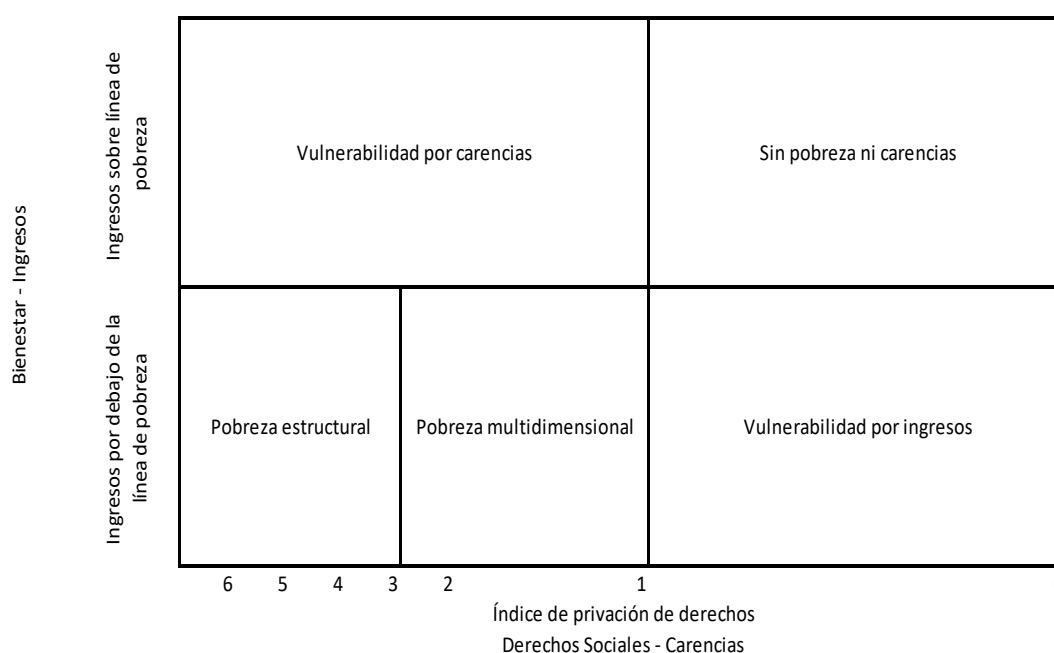 Bienestar - Ingresos
Ingresos sobre línea de
pobreza
Vulnerabilidad por carencias
Sin pobreza ni carencias
Ingresos por debajo de la
línea de pobreza
Pobreza estructural
Pobreza multidimensional
Vulnerabilidad por ingresos
6 5 4 3 2 1
Índice de privación de derechos
Derechos Sociales - Carencias